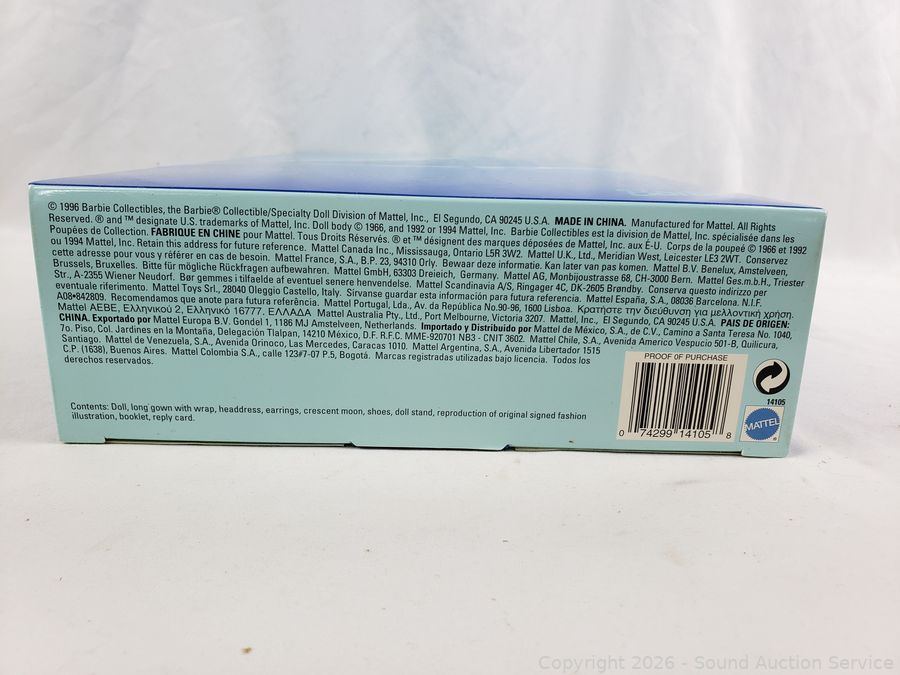 © 1996 Barbie Collectibles, the Barbie® Collectible/Specialty Doll Division of Mattel, Inc., El Segundo, CA 90245 U.S.A. MADE IN CHINA. Manufactured for Mattel. All Rights
Reserved. ® and ™ designate U.S. trademarks of Mattel, Inc. Doll body © 1966, and 1992 or 1994 Mattel, Inc. Barbie Collectibles est la division de Mattel, Inc. spécialisée dans les
Poupées de Collection. FABRIQUE EN CHINE pour Mattel. Tous Droits Réservés. ® et ™ désignent des marques déposées de Mattel, Inc. aux E-U. Corps de la poupée © 1966 et 1992
ou 1994 Mattel, Inc. Retain this address for future reference. Mattel Canada Inc., Mississauga, Ontario L5R 3W2. Mattel U.K., Ltd., Meridian West, Leicester LE3 2WT. Conservez
cette adresse pour vous y référer en cas de besoin. Mattel France, S.A., B.P. 23, 94310 Orly. Bewaar deze informatie. Kan later van pas komen. Mattel B.V. Benelux, Amstelveen,
Brussels, Bruxelles. Bitte für mögliche Rückfragen aufbewahren. Mattel GmbH, 63303 Dreieich, Germany. Mattel AG, Monbijoustrasse 68, CH-3000 Bern. Mattel Ges.m.b.H., Triester
Str., A-2355 Wiener Neudorf. Bør gemmes i tilfælde af eventuel senere henvendelse. Mattel Scandinavia A/S, Ringager 4C, DK-2605 Brøndby. Conserva questo indirizzo per
eventuale riferimento. Mattel Toys Srl., 28040 Oleggio Castello, Italy. Sírvanse guardar esta información para futura referencia. Mattel España, S.A., 08036 Barcelona. N.I.F.
A08•842809. Recomendamos que anote para futura referência. Mattel Portugal, Lda., Av. da República No.90-96, 1600 Lisboa. Κρατήστε την διεύθυνση για μελλοντική χρήση.
Mattel AEBE, Ελληνικού 2, Ελληνικό 16777. ΕΛΛΑΔΑ Mattel Australia Pty., Ltd., Port Melbourne, Victoria 3207. Mattel, Inc., El Segundo, CA 90245 U.S.A. PAIS DE ORIGEN:
CHINA. Exportado por Mattel Europa B.V. Gondel 1, 1186 MJ Amstelveen, Netherlands. Importado y Distribuido por Mattel de México, S.A., de C.V., Camino a Santa Teresa No. 1040,
7o. Piso, Col. Jardines en la Montaña, Delegación Tlalpan, 14210 México, D.F. R.F.C. MME-920701 NB3 - CNIT 3602. Mattel Chile, S.A., Avenida Americo Vespucio 501-B, Quilicura,
Santiago. Mattel de Venezuela, S.A., Avenida Orinoco, Las Mercedes, Caracas 1010. Mattel Argentina, S.A., Avenida Libertador 1515
C.P. (1638), Buenos Aires. Mattel Colombia S.A., calle 123#7-07 P.5, Bogotá. Marcas registradas utilizadas bajo licencia. Todos los
derechos reservados.
PROOF OF PURCHASE
14105
0 74299 14105 8
MATTEL
Contents: Doll, long gown with wrap, headdress, earrings, crescent moon, shoes, doll stand, reproduction of original signed fashion
illustration, booklet, reply card.
Copyright 2026 - Sound Auction Service